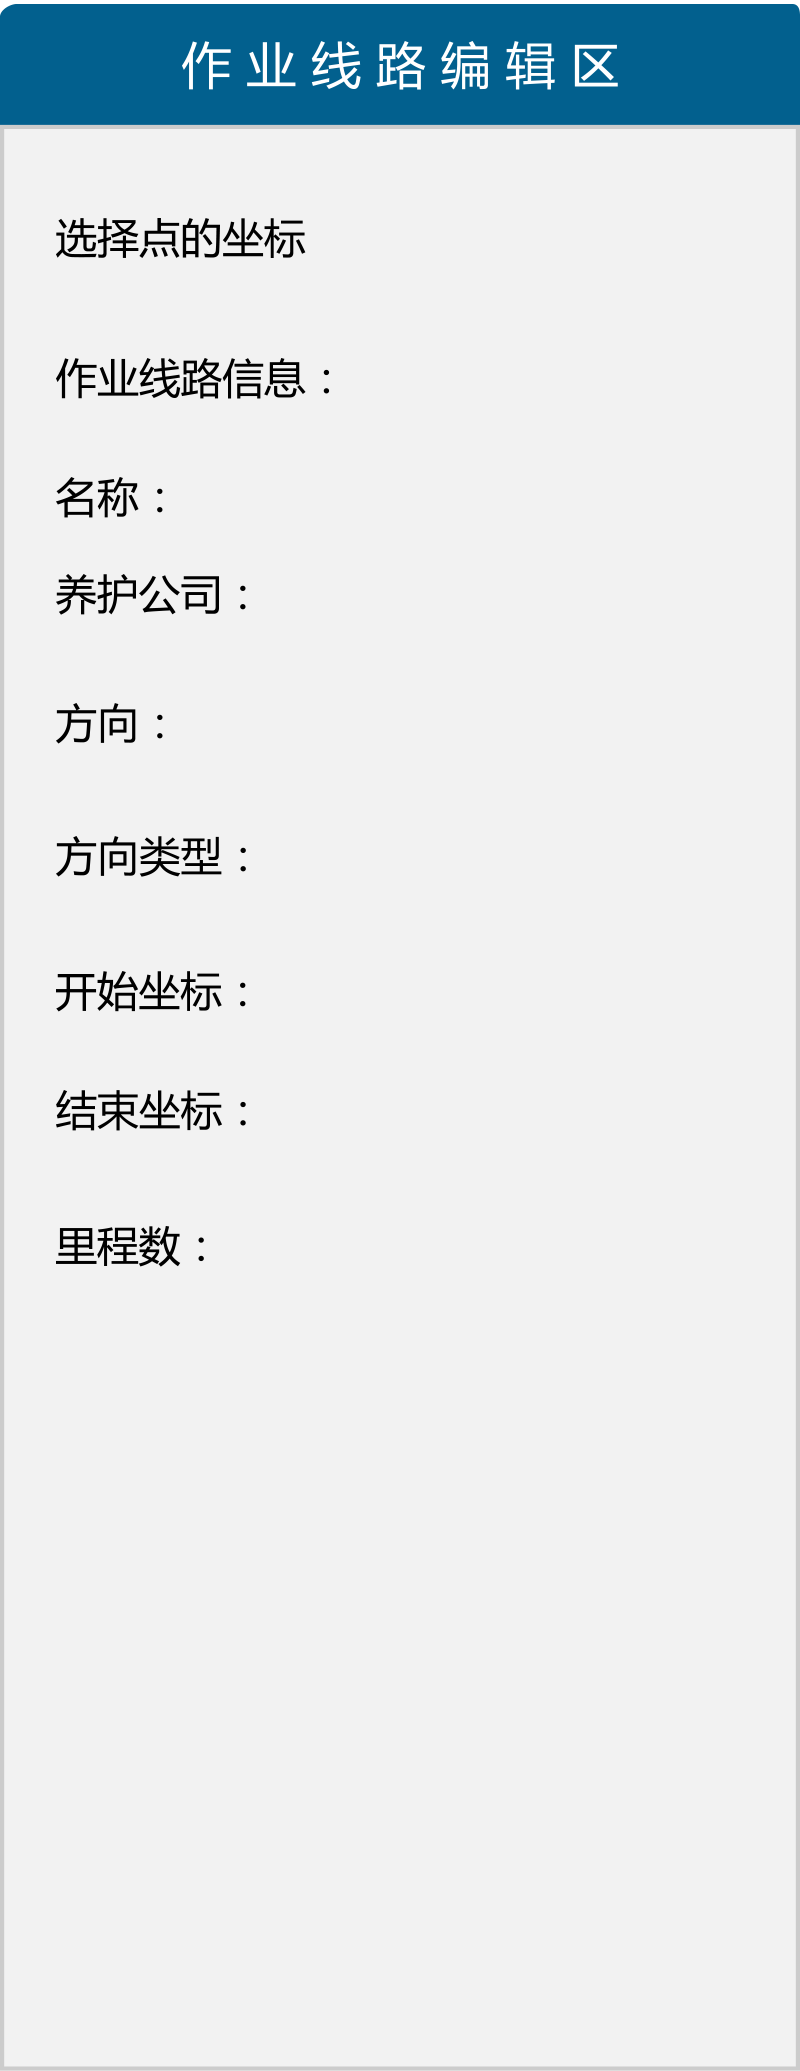 作业线路编辑区
选择点的坐标
作业线路信息：
名称：
养护公司：
方向：
方向类型：
开始坐标：
结束坐标：
里程数：